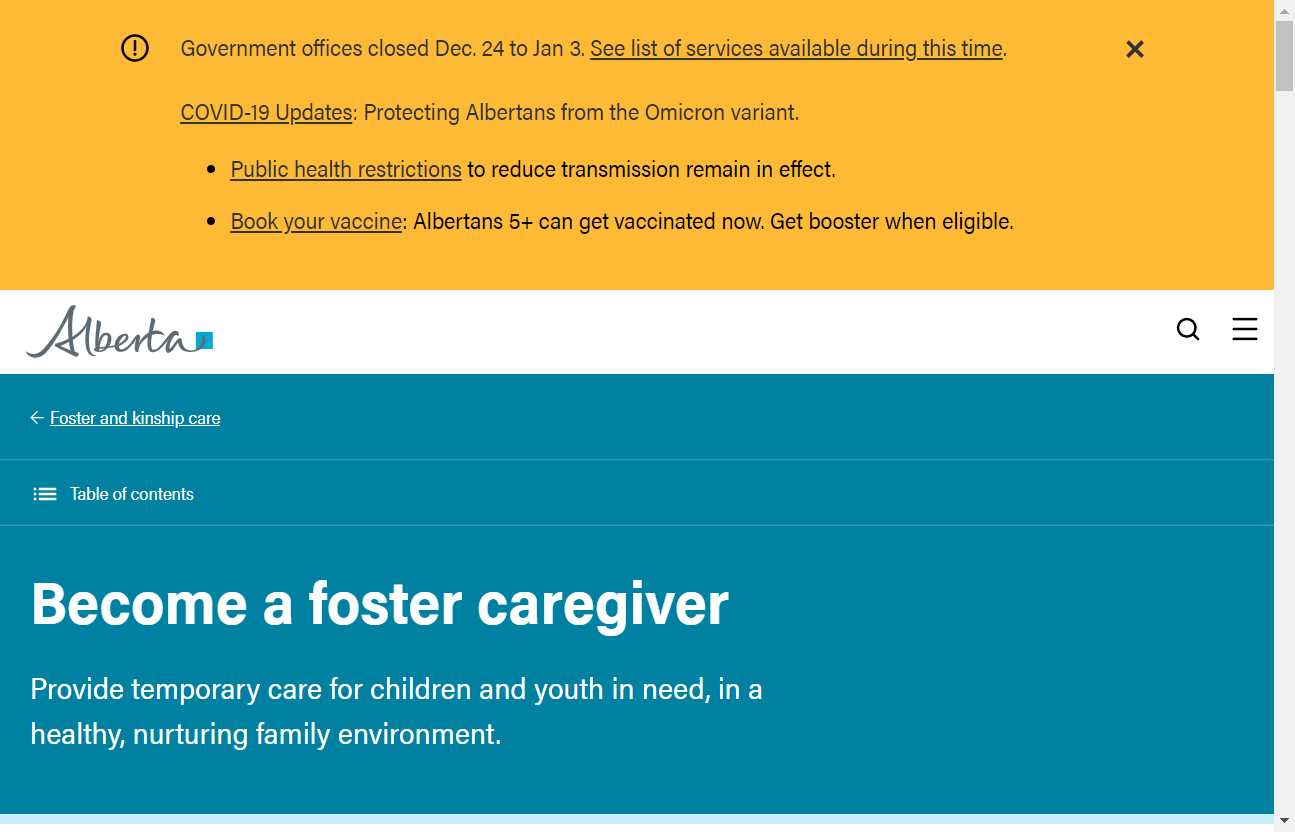 Government offices closed Dec. 24 to Jan 3. See list of services available during this time.
COVID-19 Updates: Protecting Albertans from the Omicron variant.
• Public health restrictions to reduce transmission remain in effect.
• Book your vaccine: Albertans 5+ can get vaccinated now. Get booster when eligible.
Alberta
Foster and kinship care
Table of contents
Become a foster caregiver
Provide temporary care for children and youth in need, in a
healthy, nurturing family environment.